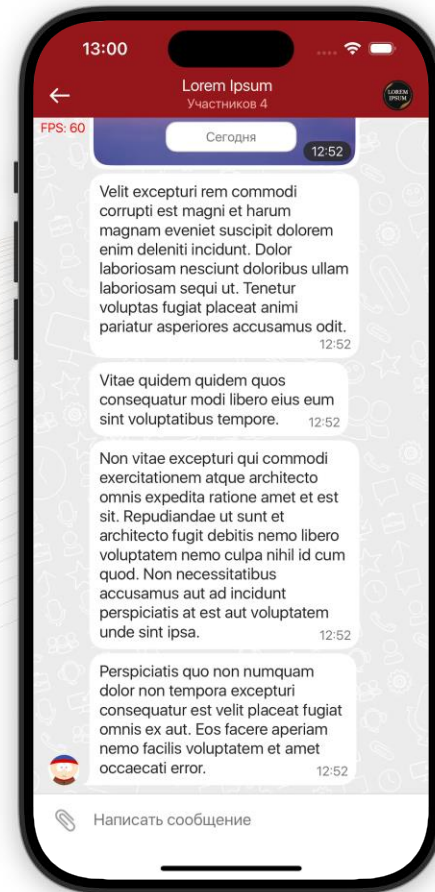 13:00
Lorem Ipsum
Участников 4
LOREM
IPSUM
FPS: 60
Сегодня
12:52
Velit excepturi rem commodi
corrupti est magni et harum
magnam eveniet suscipit dolorem
enim deleniti incidunt. Dolor
laboriosam nesciunt doloribus ullam
laboriosam sequi ut. Tenetur
voluptas fugiat placeat animi
pariatur asperiores accusamus odit.
12:52
Vitae quidem quidem quos
consequatur modi libero eius eum
sint voluptatibus tempore. 12:52
Non vitae excepturi qui commodi
exercitationem atque architecto
omnis expedita ratione amet et est
sit. Repudiandae ut sunt et
architecto fugit debitis nemo libero
voluptatem nemo culpa nihil id cum
quod. Non necessitatibus
accusamus aut ad incidunt
perspiciatis at est aut voluptatem
unde sint ipsa. 12:52
Perspiciatis quo non numquam
dolor non tempora excepturi
consequatur est velit placeat fugiat
omnis ex aut. Eos facere aperiam
nemo facilis voluptatem et amet
occaecati error. 12:52
Написать сообщение